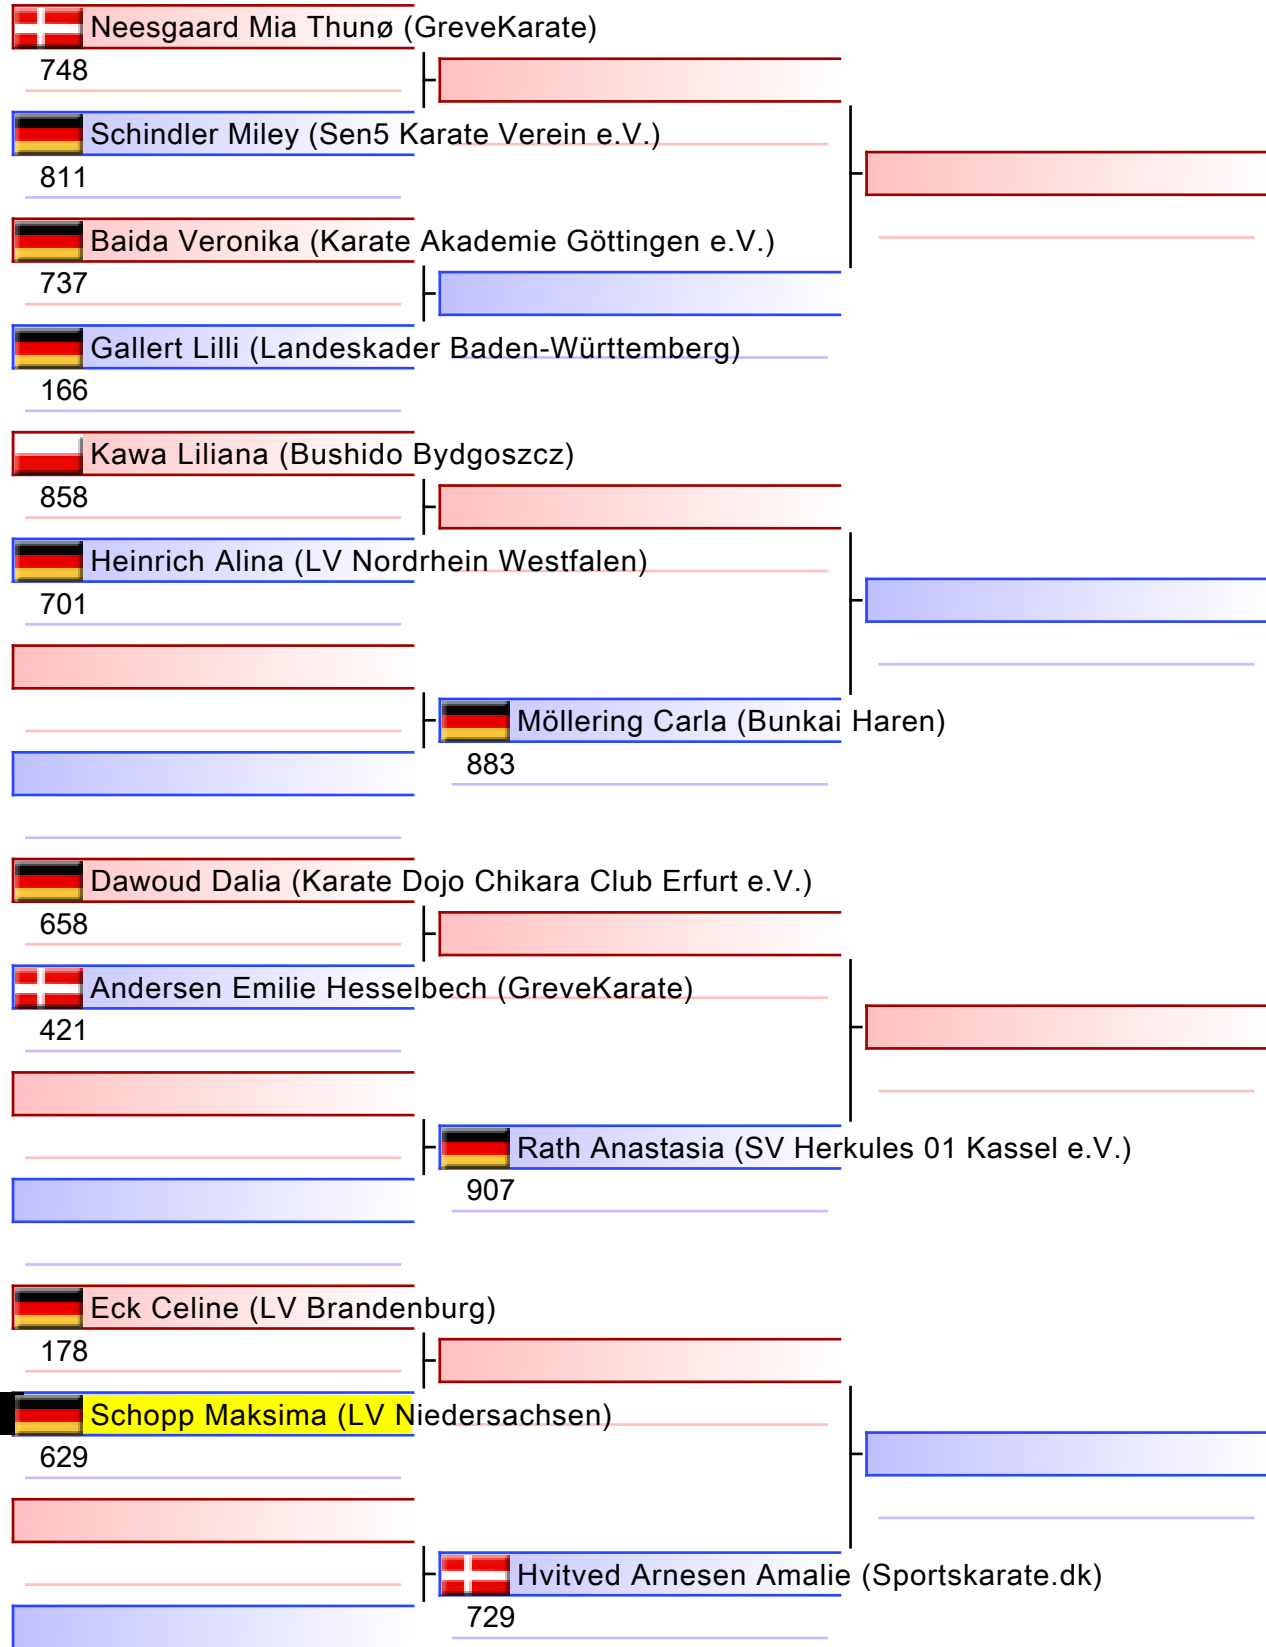 Neesgaard Mia Thunø (GreveKarate)
748
Schindler Miley (Sen5 Karate Verein e.V.)
811
Baida Veronika (Karate Akademie Göttingen e.V.)
737
Gallert Lilli (Landeskader Baden-Württemberg)
166
Kawa Liliana (Bushido Bydgoszcz)
858
Heinrich Alina (LV Nordrhein Westfalen)
701
Möllering Carla (Bunkai Haren)
883
Dawoud Dalia (Karate Dojo Chikara Club Erfurt e.V.)
658
Andersen Emilie Hesselbech (GreveKarate)
421
Rath Anastasia (SV Herkules 01 Kassel e.V.)
907
Eck Celine (LV Brandenburg)
178
Schopp Maksima (LV Niedersachsen)
629
Hvitved Arnesen Amalie (Sportskarate.dk)
729